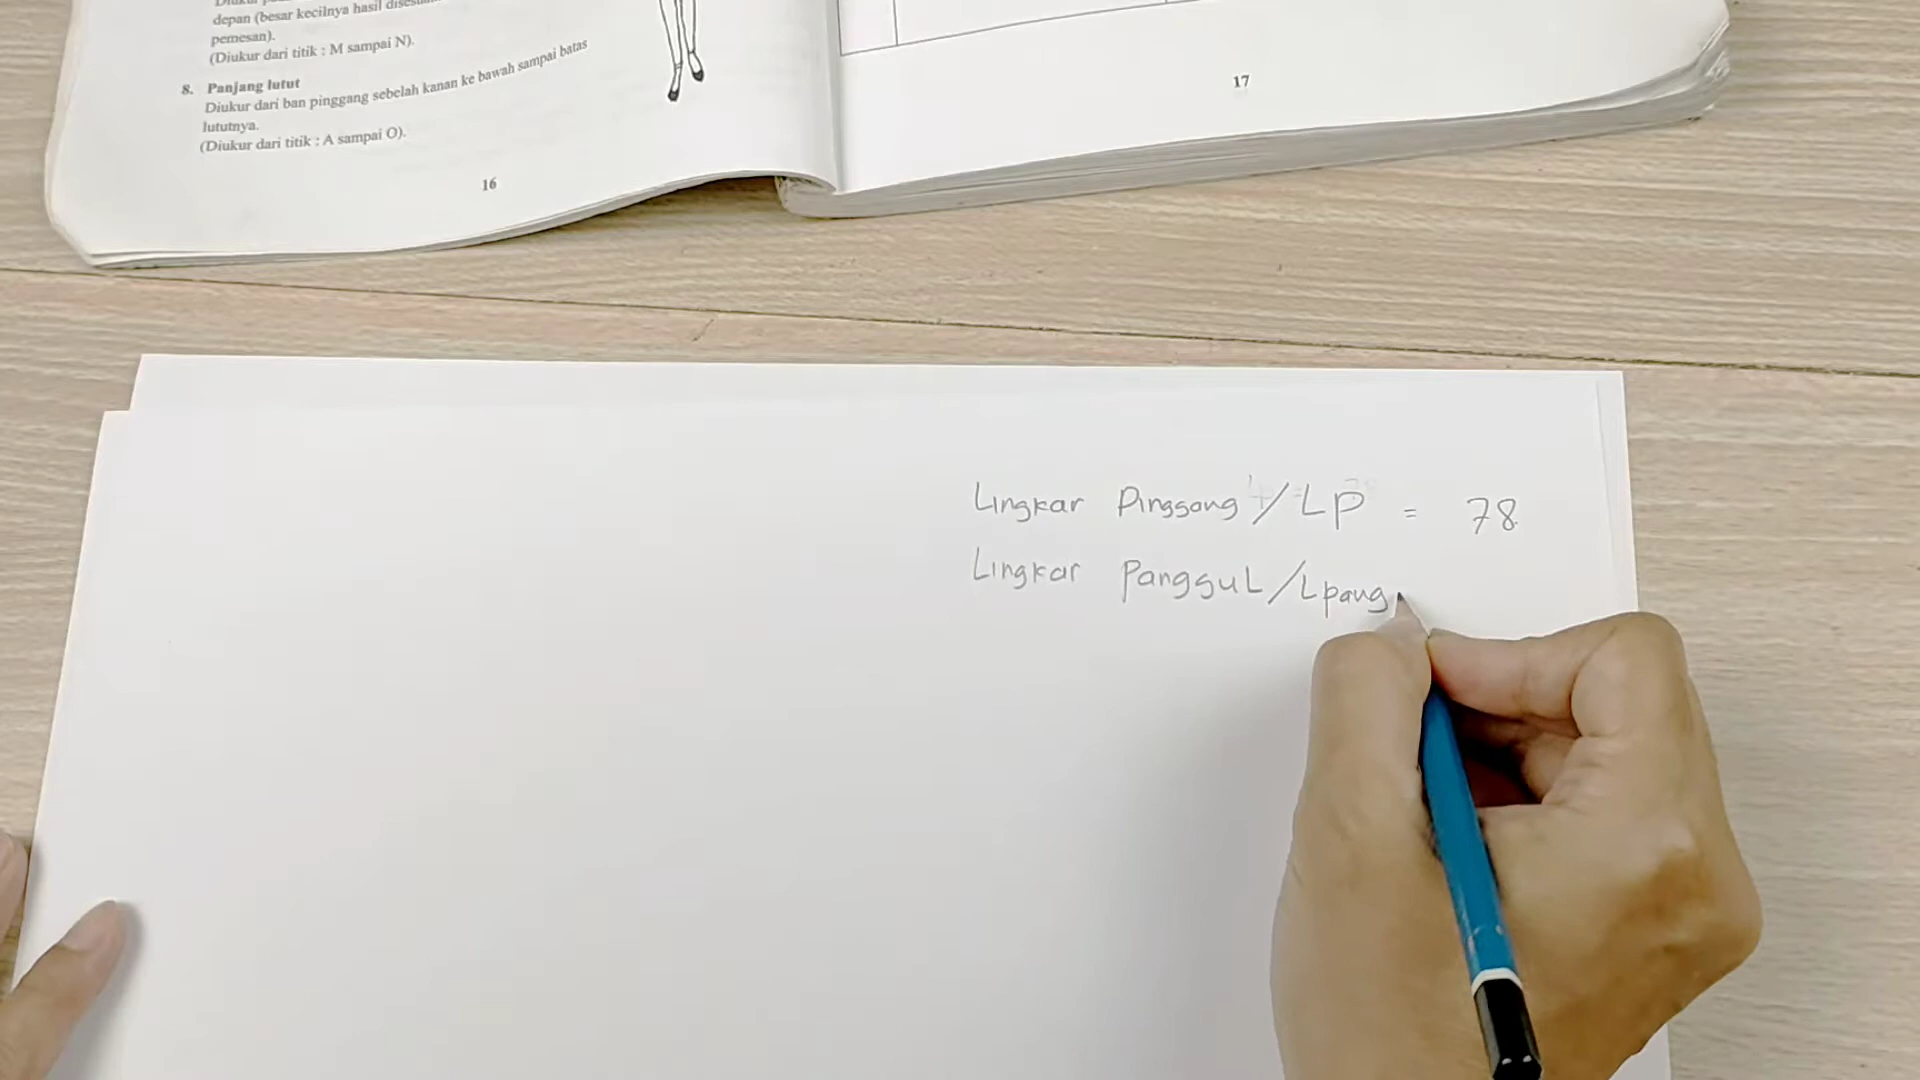 depan (besar kecilnya hasil
pemesan).
(Diukur dari titik : M sampai N).
8. Panjang lutut
Diukur dari ban pinggang sebelah kanan ke bawah sampai batas
lututnya.
(Diukur dari titik : A sampai O).
16
17
Lingkar Pinggang /LP = 78
Lingkar Panggul /Lpang